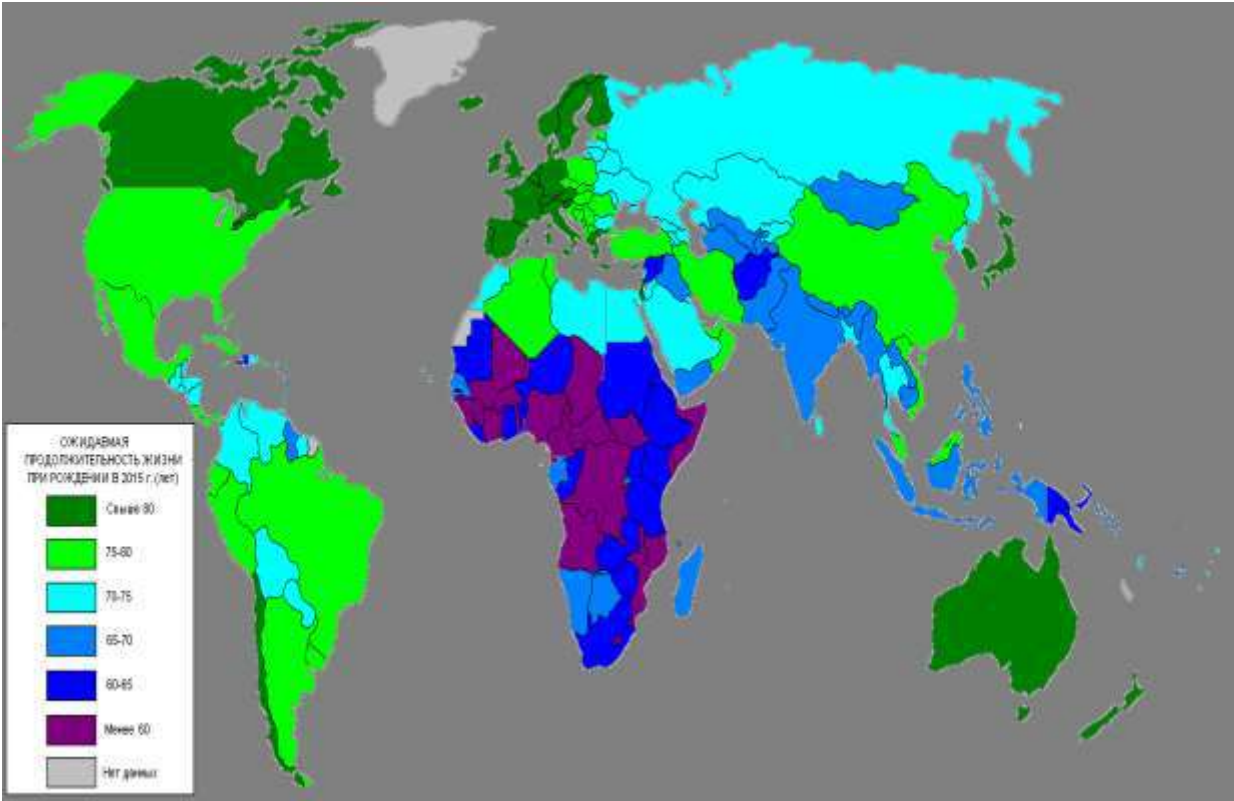 ОЖИДАЕМАЯ
ПРОДОЛЖИТЕЛЬНОСТЬ ЖИЗНИ
ПРИ РОЖДЕНИИ В 2015 г. (лет)
Свыше 80
75-80
70-75
65-70
60-65
Менее 60
Нет данных